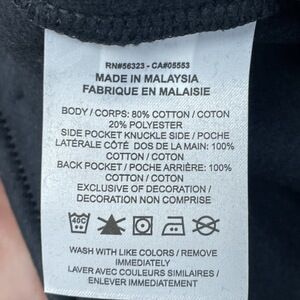 RN#56323 - CA#05553
MADE IN MALAYSIA
FABRIQUE EN MALAISIE
BODY / CORPS: 80% COTTON / COTON
20% POLYESTER
SIDE POCKET KNUCKLE SIDE / POCHE
LATÉRALE CÔTÉ DOS DE LA MAIN: 100%
COTTON / COTON
BACK POCKET / POCHE ARRIÈRE: 100%
COTTON / COTON
EXCLUSIVE OF DECORATION /
DECORATION NON COMPRISE
40C
WASH WITH LIKE COLORS / REMOVE
IMMEDIATELY
LAVER AVEC COULEURS SIMILAIRES /
ENLEVER IMMEDIATEMENT